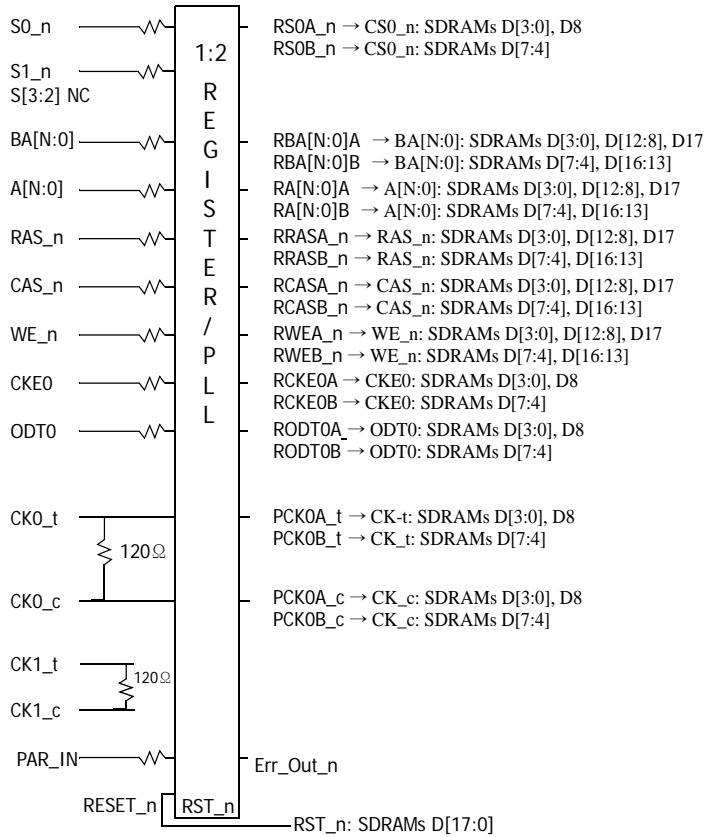 S0_n
RS0A_n → CS0_n: SDRAMs D[3:0], D8
RS0B_n → CS0_n: SDRAMs D[7:4]
1:2
REGISTER/PLL
S1_n
S[3:2] NC
BA[N:0]
RBA[N:0]A → BA[N:0]: SDRAMs D[3:0], D[12:8], D17
RBA[N:0]B → BA[N:0]: SDRAMs D[7:4], D[16:13]
A[N:0]
RA[N:0]A → A[N:0]: SDRAMs D[3:0], D[12:8], D17
RA[N:0]B → A[N:0]: SDRAMs D[7:4], D[16:13]
RAS_n
RRASA_n → RAS_n: SDRAMs D[3:0], D[12:8], D17
RRASB_n → RAS_n: SDRAMs D[7:4], D[16:13]
CAS_n
RCASA_n → CAS_n: SDRAMs D[3:0], D[12:8], D17
RCASB_n → CAS_n: SDRAMs D[7:4], D[16:13]
WE_n
RWEA_n → WE_n: SDRAMs D[3:0], D[12:8], D17
RWEB_n → WE_n: SDRAMs D[7:4], D[16:13]
CKE0
RCKE0A → CKE0: SDRAMs D[3:0], D8
RCKE0B → CKE0: SDRAMs D[7:4]
ODT0
RODT0A_→ ODT0: SDRAMs D[3:0], D8
RODT0B → ODT0: SDRAMs D[7:4]
CK0_t
PCK0A_t → CK-t: SDRAMs D[3:0], D8
PCK0B_t → CK_t: SDRAMs D[7:4]
120Ω
CK0_c
PCK0A_c → CK_c: SDRAMs D[3:0], D8
PCK0B_c → CK_c: SDRAMs D[7:4]
CK1_t
120Ω
CK1_c
PAR_IN
Err_Out_n
RESET_n
RST_n
RST_n: SDRAMs D[17:0]